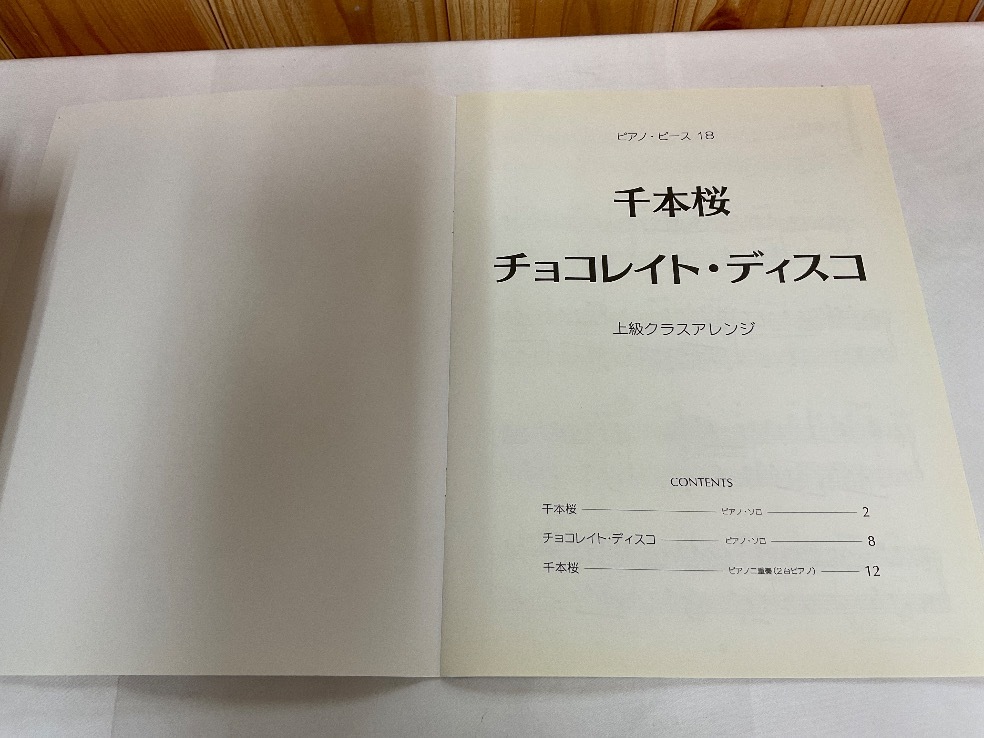 ピアノ・ピース 18
千本桜
チョコレイト・ディスコ
上級クラスアレンジ
CONTENTS
千本桜 ピアノ・ソロ 2
チョコレイト・ディスコ ピアノ・ソロ 8
千本桜 ピアノ二重奏(2台ピアノ) 12